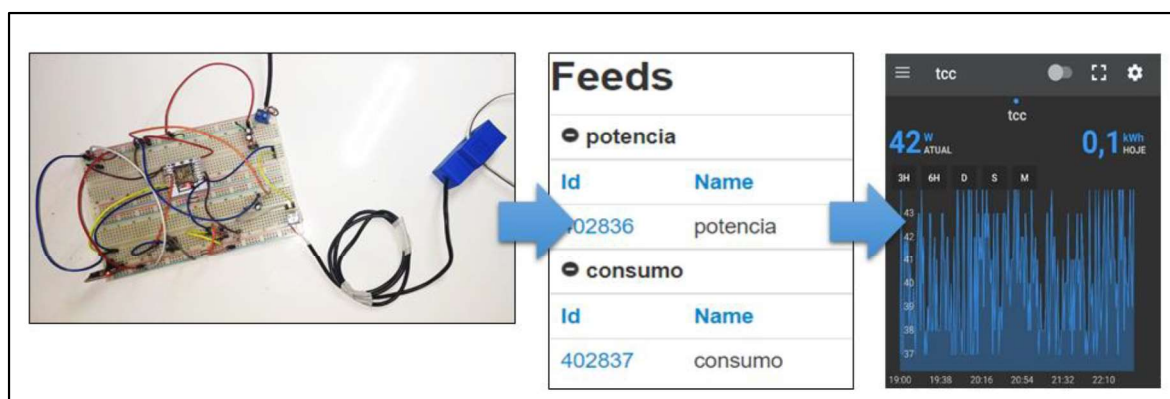 Feeds
potencia
Id Name
402836 potencia
consumo
Id Name
402837 consumo
tcc
tcc
42 W ATUAL 0,1 kWh HOJE
3H 6H D S M
43
42
41
40
39
38
37
19:00 19:38 20:16 20:54 21:32 22:10